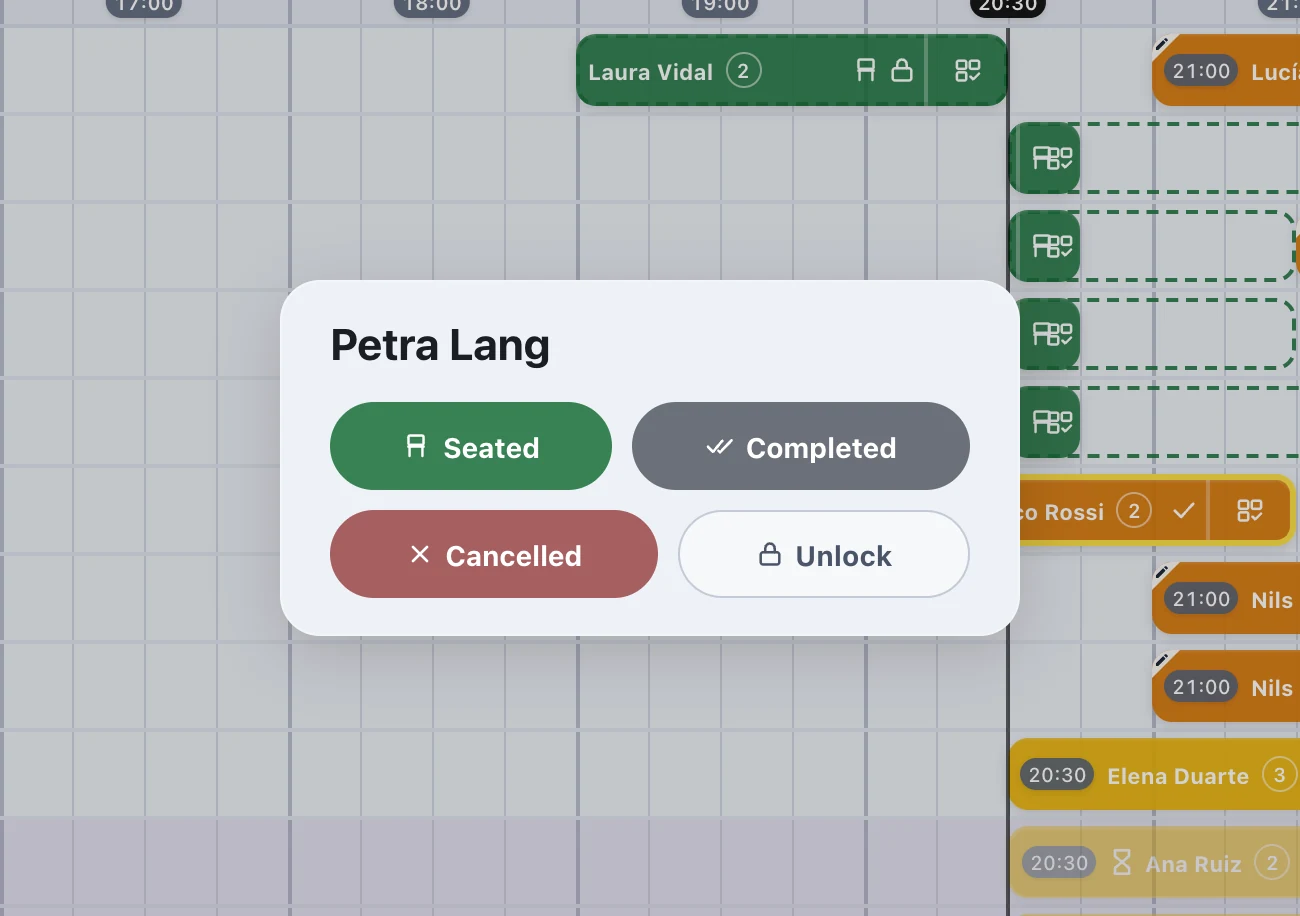 17:00 18:00 19:00 20:30
Laura Vidal 2
21:00
Petra Lang
Seated
Completed
Cancelled
Unlock
Rossi 2
21:00 Nils
21:00 Nils
20:30 Elena Duarte 3
20:30 Ana Ruiz 2